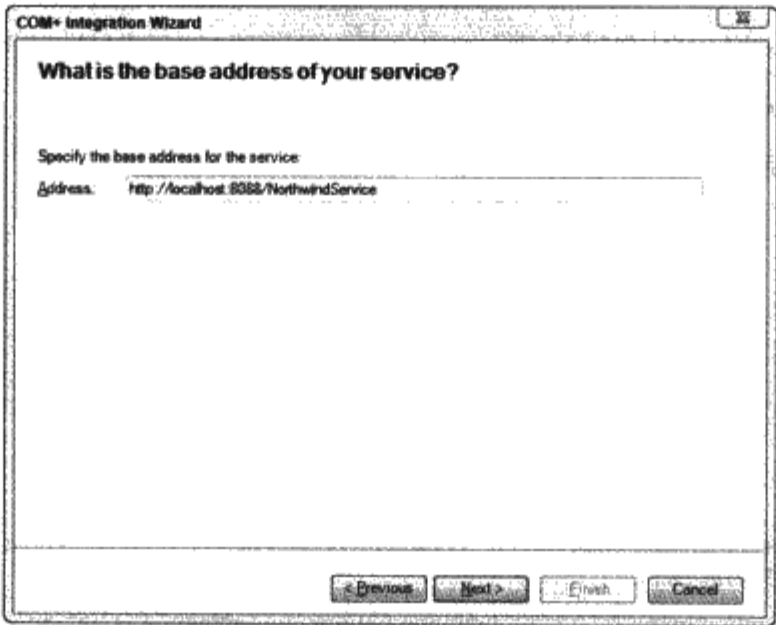 COM+ Integration Wizard
What is the base address of your service?
Specify the base address for the service:
Address: http://localhost:8088/NorthwindService
< Previous Next > Finish Cancel